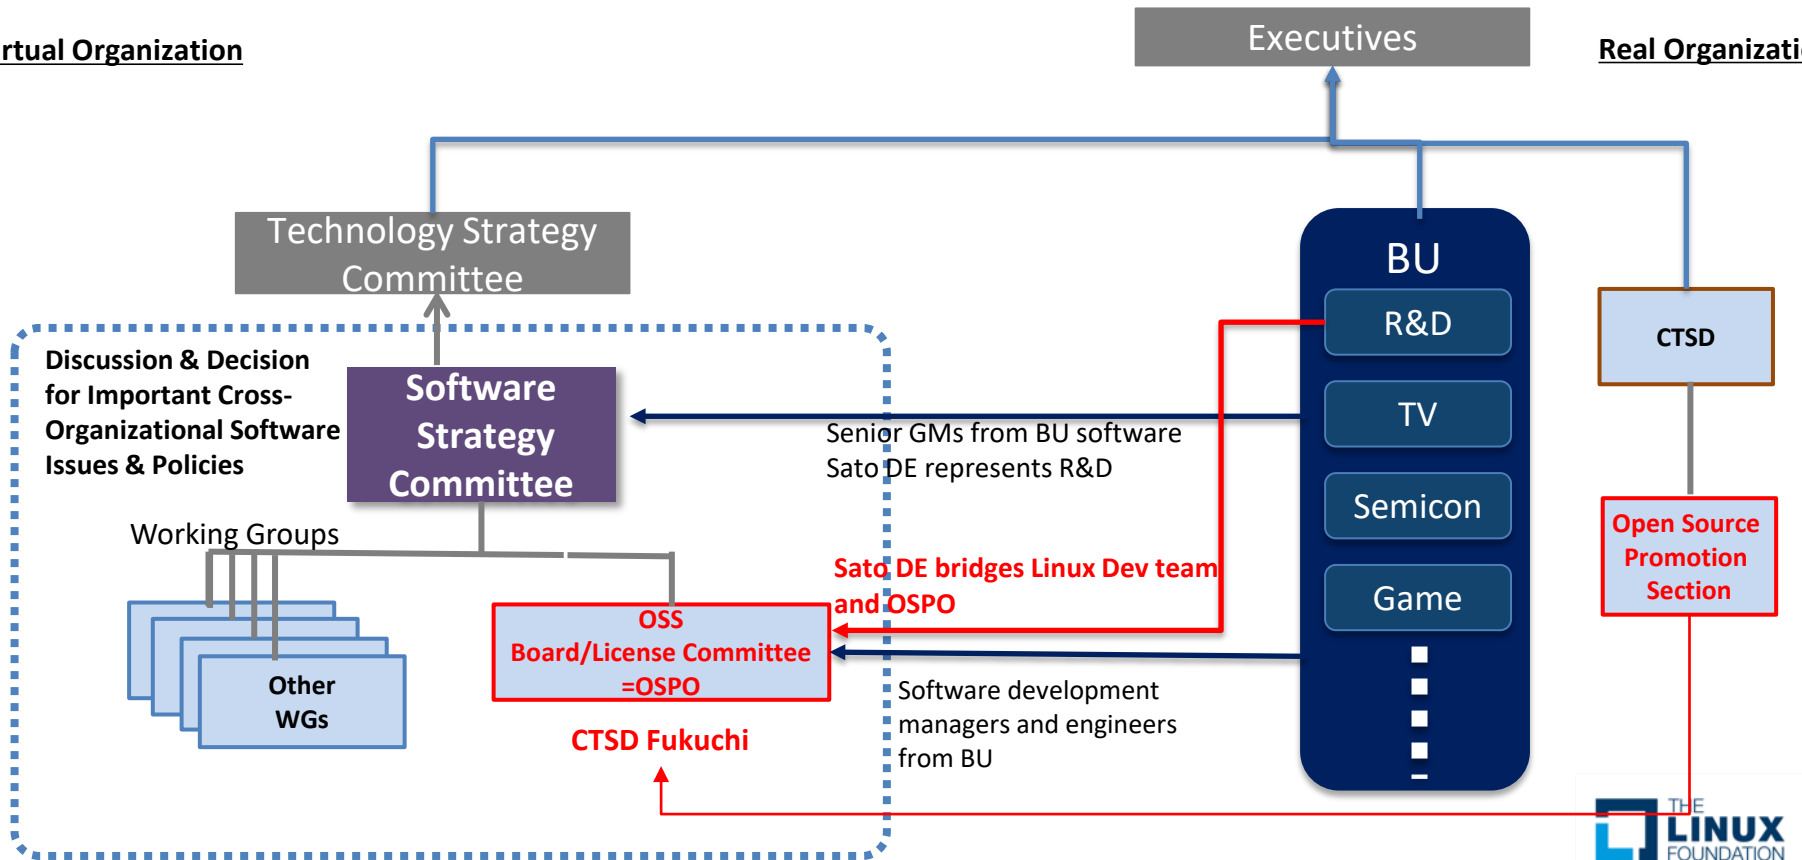 rtual Organization
Executives
Real Organizati
Technology Strategy
Committee
BU
R&D
TV
Semicon
Game
CTSD
Open Source
Promotion
Section
Discussion & Decision
for Important Cross-
Organizational Software
Issues & Policies
Software
Strategy
Committee
Senior GMs from BU software
Sato DE represents R&D
Working Groups
Sato DE bridges Linux Dev team
and OSPO
OSS
Board/License Committee
=OSPO
Other
WGs
CTSD Fukuchi
Software development
managers and engineers
from BU
THE
LINUX
FOUNDATION